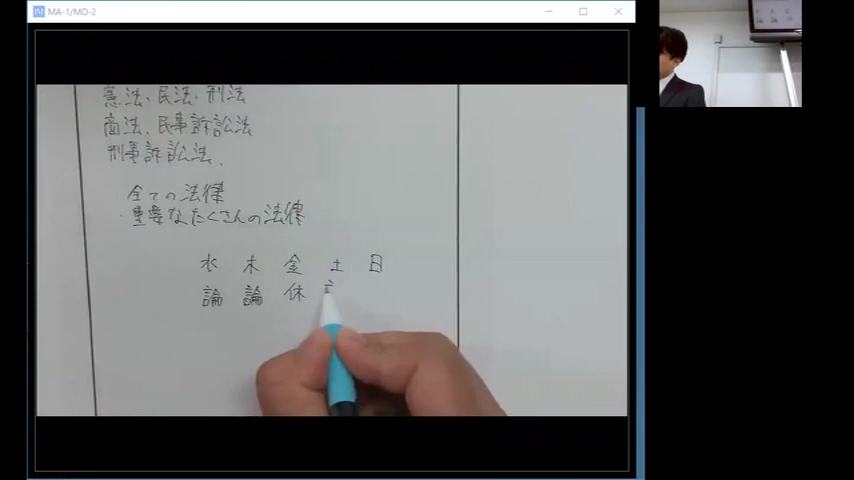 MA-1/MO-2
憲法、民法、刑法
商法、民事訴訟法
刑事訴訟法、
全ての法律
・重要なたくさんの法律
水 木 金 土 日
論 論 休